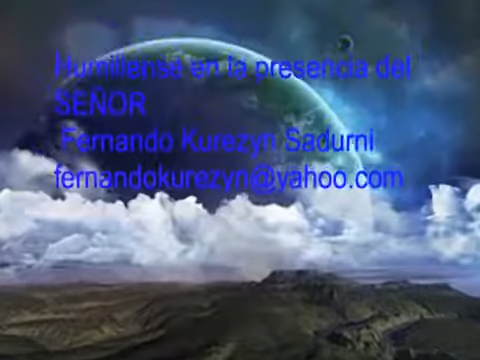 Humillense en la presencia del
SEÑOR
Fernando Kurezyn Sadurni
fernandokurezyn@yahoo.com